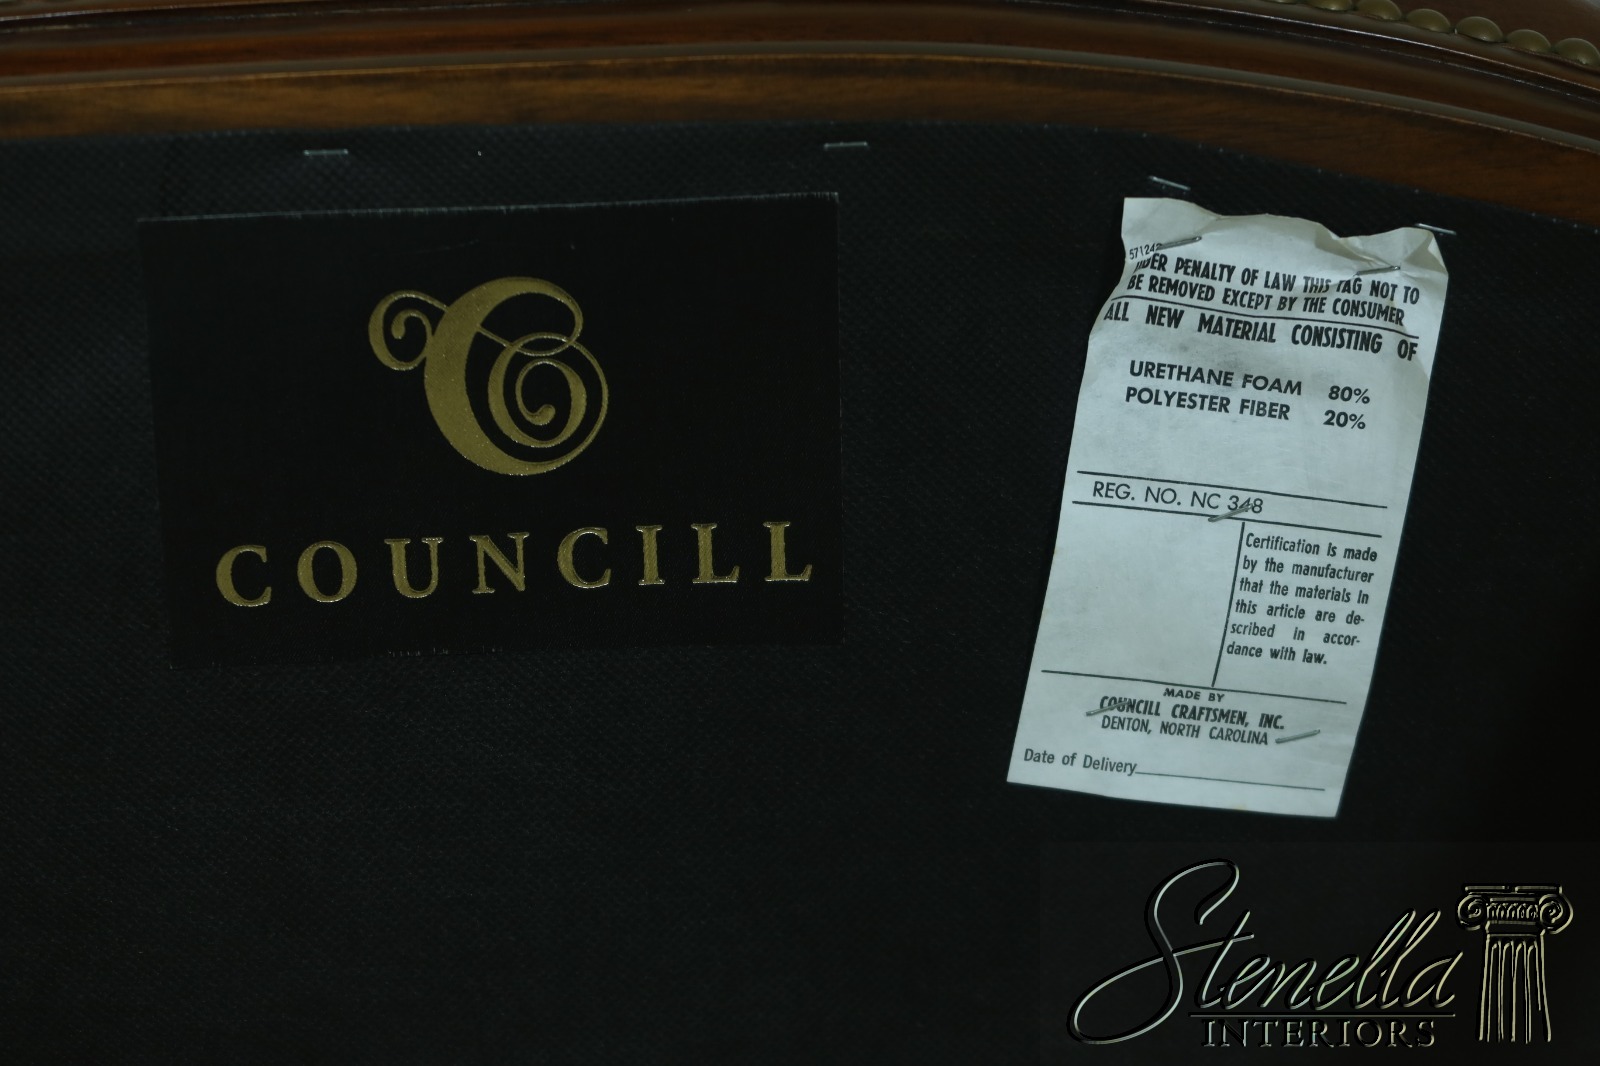 COUNCILL
571242
UNDER PENALTY OF LAW THIS TAG NOT TO
BE REMOVED EXCEPT BY THE CONSUMER
ALL NEW MATERIAL CONSISTING OF
URETHANE FOAM 80%
POLYESTER FIBER 20%
REG. NO. NC 348
Certification is made
by the manufacturer
that the materials in
this article are de-
scribed in accor-
dance with law.
MADE BY
COUNCILL CRAFTSMEN, INC.
DENTON, NORTH CAROLINA
Date of Delivery
Stenella
INTERIORS